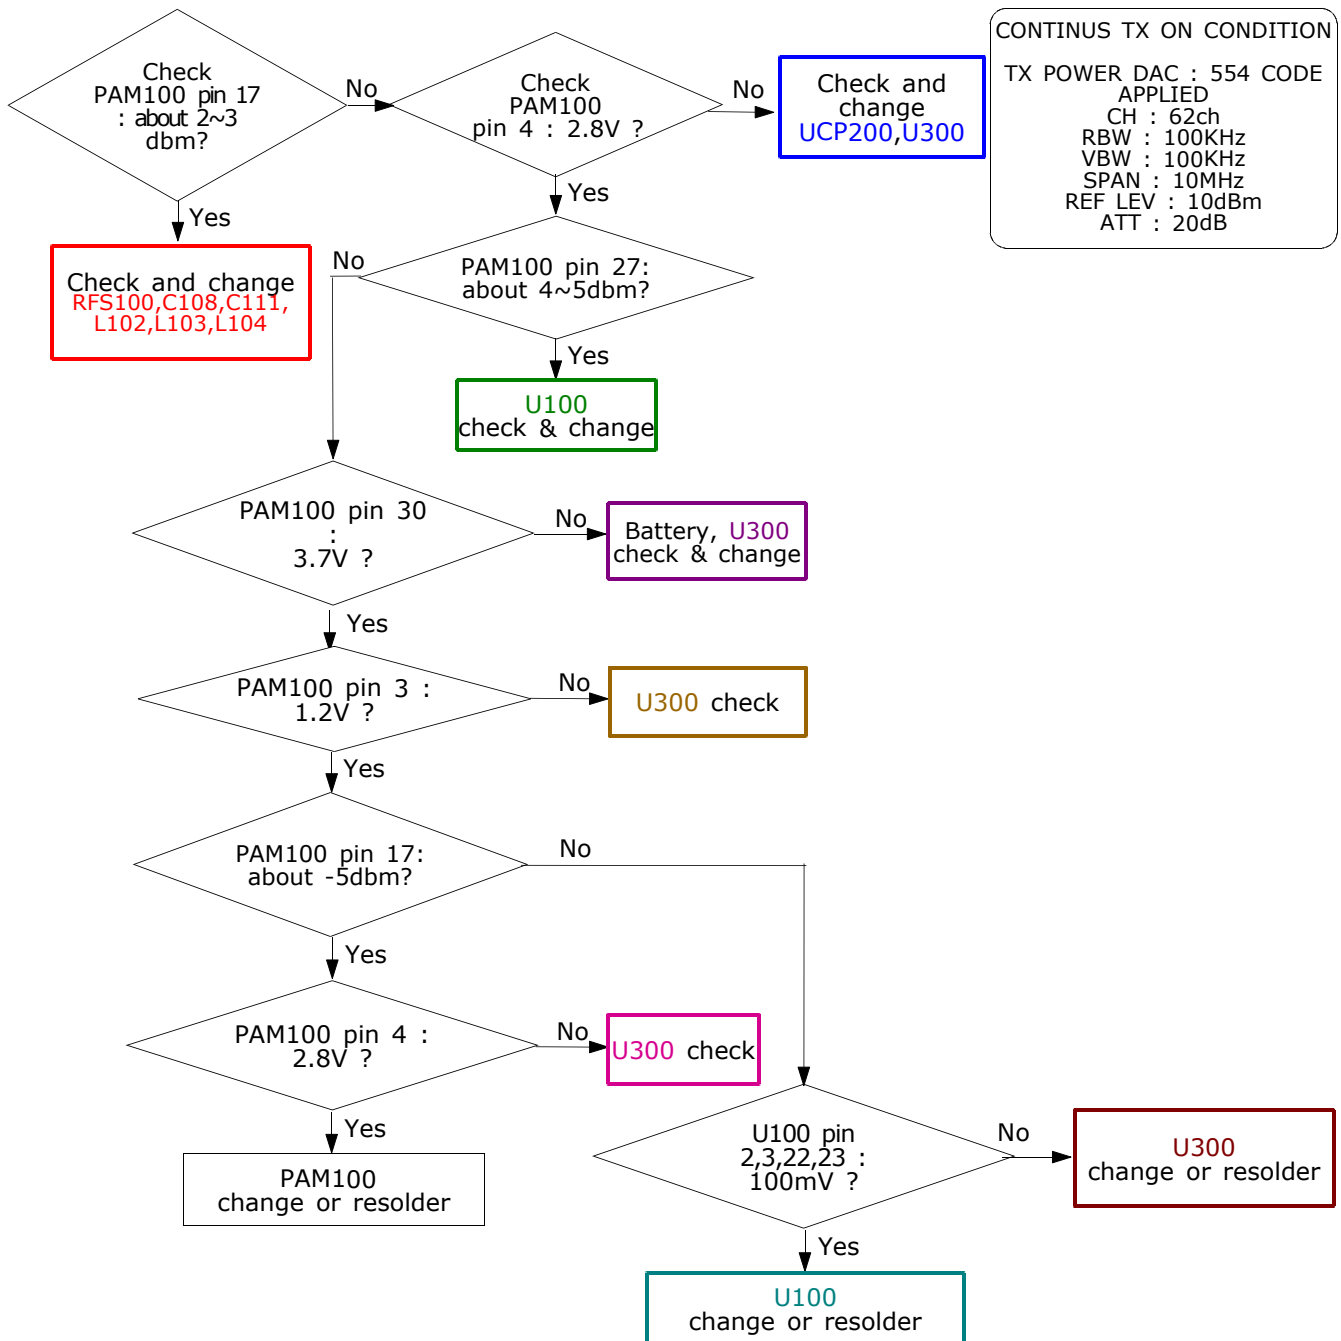 Check
PAM100 pin 17
: about 2~3
dbm?
No
Check
PAM100
pin 4 : 2.8V ?
No
Check and
change
UCP200,U300
CONTINUS TX ON CONDITION
TX POWER DAC : 554 CODE
APPLIED
CH : 62ch
RBW : 100KHz
VBW : 100KHz
SPAN : 10MHz
REF LEV : 10dBm
ATT : 20dB
Yes
Yes
Check and change
RFS100,C108,C111,
L102,L103,L104
No
PAM100 pin 27:
about 4~5dbm?
Yes
U100
check & change
PAM100 pin 30
:
3.7V ?
No
Battery, U300
check & change
Yes
PAM100 pin 3 :
1.2V ?
No
U300 check
Yes
PAM100 pin 17:
about -5dbm?
No
Yes
PAM100 pin 4 :
2.8V ?
No
U300 check
Yes
PAM100
change or resolder
U100 pin
2,3,22,23 :
100mV ?
No
U300
change or resolder
Yes
U100
change or resolder